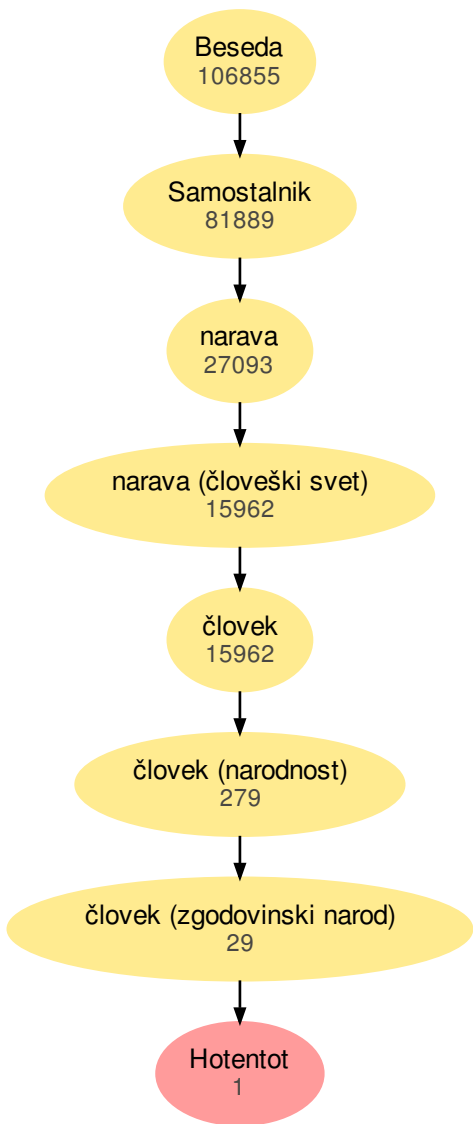 Beseda
106855
Samostalnik
81889
narava
27093
narava (človeški svet)
15962
človek
15962
človek (narodnost)
279
človek (zgodovinski narod)
29
Hotentot
1